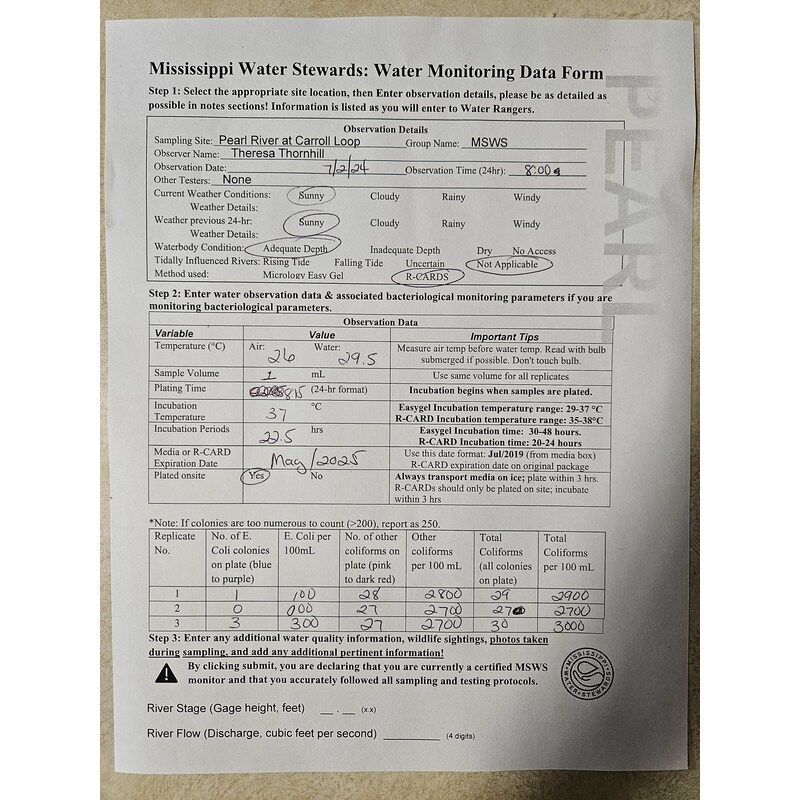 Mississippi Water Stewards: Water Monitoring Data Form
PEARL
Step 1: Select the appropriate site location, then Enter observation details, please be as detailed as
possible in notes sections! Information is listed as you will enter to Water Rangers.
Observation Details
Sampling Site: Pearl River at Carroll Loop Group Name: MSWS
Observer Name: Theresa Thornhill
Observation Date: 7/2/24 Observation Time (24hr): 8:00
Other Testers: None
Current Weather Conditions: Sunny Cloudy Rainy Windy
Weather Details:
Weather previous 24-hr: Sunny Cloudy Rainy Windy
Weather Details:
Waterbody Condition: Adequate Depth Inadequate Depth Dry No Access
Tidally Influenced Rivers: Rising Tide Falling Tide Uncertain Not Applicable
Method used: Micrology Easy Gel R-CARDS
Step 2: Enter water observation data & associated bacteriological monitoring parameters if you are
monitoring bacteriological parameters.
Observation Data
Variable Value Important Tips
Temperature (°C) Air: 26 Water: 29.5 Measure air temp before water temp. Read with bulb
submerged if possible. Don't touch bulb.
Sample Volume 1 mL Use same volume for all replicates
Plating Time 815 (24-hr format) Incubation begins when samples are plated.
Incubation
Temperature 37 °C Easygel Incubation temperature range: 29-37 °C
R-CARD Incubation temperature range: 35-38°C
Incubation Periods 22.5 hrs Easygel Incubation time: 30-48 hours.
R-CARD Incubation time: 20-24 hours
Media or R-CARD
Expiration Date May/2025 Use this date format: Jul/2019 (from media box)
R-CARD expiration date on original package
Plated onsite Yes No Always transport media on ice; plate within 3 hrs.
R-CARDs should only be plated on site; incubate
within 3 hrs
*Note: If colonies are too numerous to count (>200), report as 250.
Replicate No. of E. E. Coli per No. of other Other Total Total
No. Coli colonies 100mL coliforms on coliforms Coliforms Coliforms
on plate (blue plate (pink per 100 mL (all colonies per 100 mL
to purple) to dark red) on plate)
1 1 100 28 2800 29 2900
2 0 000 27 2700 27 2700
3 3 300 27 2700 30 3000
Step 3: Enter any additional water quality information, wildlife sightings, photos taken
during sampling, and add any additional pertinent information!
By clicking submit, you are declaring that you are currently a certified MSWS
monitor and that you accurately followed all sampling and testing protocols.
MISSISSIPPI WATER STEWARDS
River Stage (Gage height, feet) __ . __ (x.x)
River Flow (Discharge, cubic feet per second) ________ (4 digits)